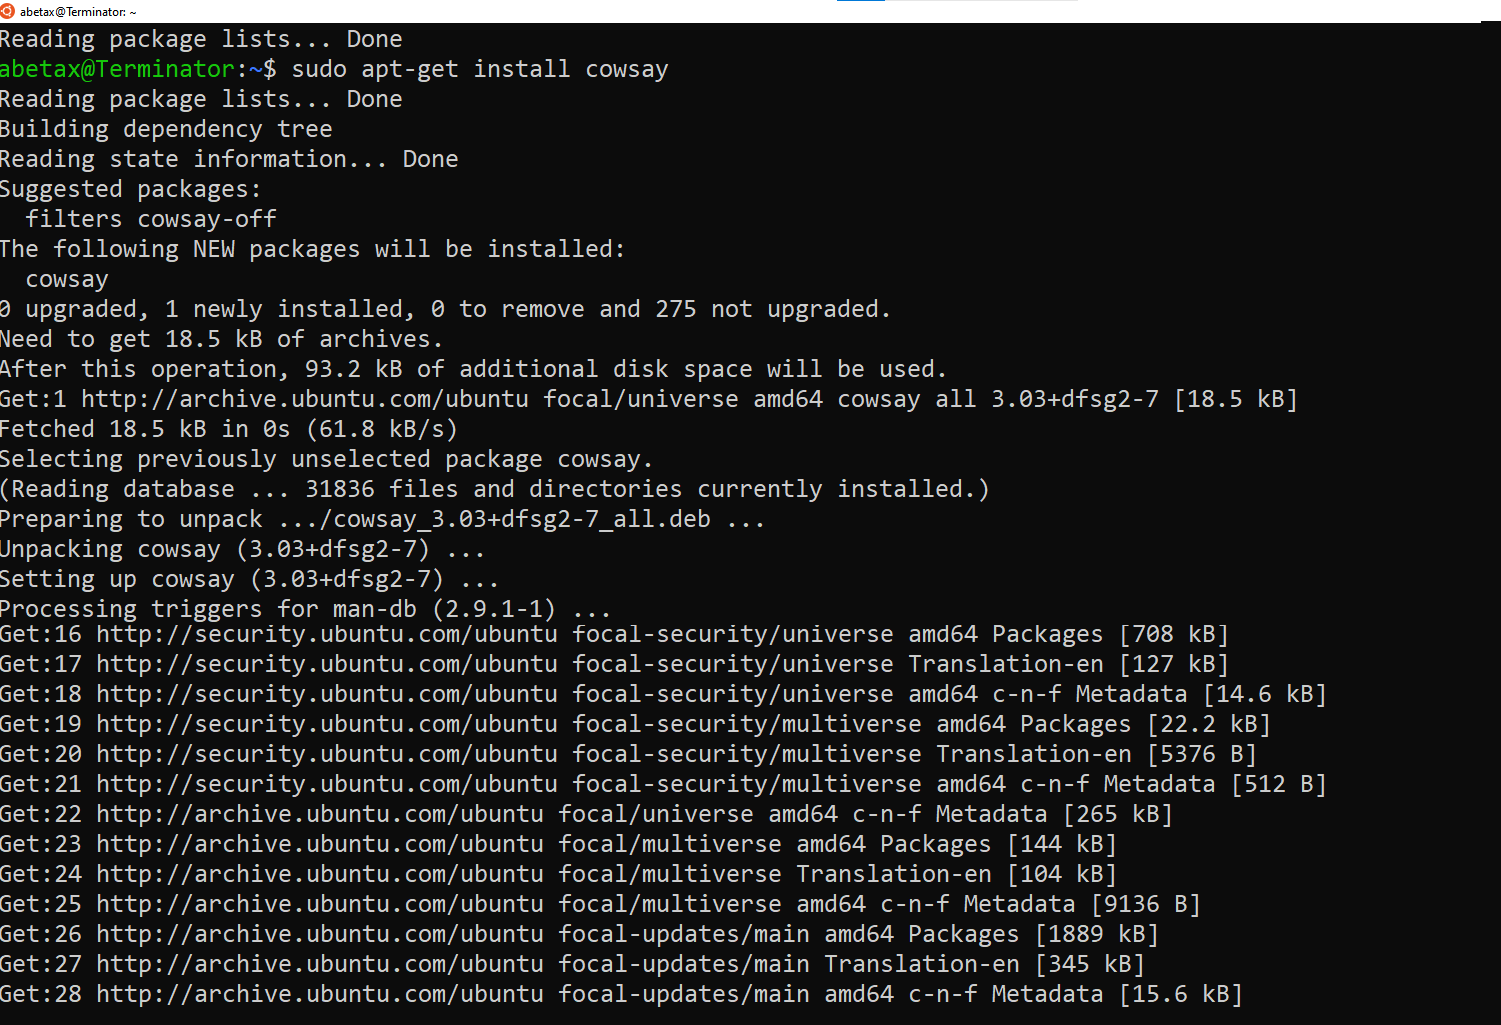 abetax@Terminator: ~
Reading package lists... Done
abetax@Terminator:~$ sudo apt-get install cowsay
Reading package lists... Done
Building dependency tree
Reading state information... Done
Suggested packages:
  filters cowsay-off
The following NEW packages will be installed:
  cowsay
0 upgraded, 1 newly installed, 0 to remove and 275 not upgraded.
Need to get 18.5 kB of archives.
After this operation, 93.2 kB of additional disk space will be used.
Get:1 http://archive.ubuntu.com/ubuntu focal/universe amd64 cowsay all 3.03+dfsg2-7 [18.5 kB]
Fetched 18.5 kB in 0s (61.8 kB/s)
Selecting previously unselected package cowsay.
(Reading database ... 31836 files and directories currently installed.)
Preparing to unpack .../cowsay_3.03+dfsg2-7_all.deb ...
Unpacking cowsay (3.03+dfsg2-7) ...
Setting up cowsay (3.03+dfsg2-7) ...
Processing triggers for man-db (2.9.1-1) ...
Get:16 http://security.ubuntu.com/ubuntu focal-security/universe amd64 Packages [708 kB]
Get:17 http://security.ubuntu.com/ubuntu focal-security/universe Translation-en [127 kB]
Get:18 http://security.ubuntu.com/ubuntu focal-security/universe amd64 c-n-f Metadata [14.6 kB]
Get:19 http://security.ubuntu.com/ubuntu focal-security/multiverse amd64 Packages [22.2 kB]
Get:20 http://security.ubuntu.com/ubuntu focal-security/multiverse Translation-en [5376 B]
Get:21 http://security.ubuntu.com/ubuntu focal-security/multiverse amd64 c-n-f Metadata [512 B]
Get:22 http://archive.ubuntu.com/ubuntu focal/universe amd64 c-n-f Metadata [265 kB]
Get:23 http://archive.ubuntu.com/ubuntu focal/multiverse amd64 Packages [144 kB]
Get:24 http://archive.ubuntu.com/ubuntu focal/multiverse Translation-en [104 kB]
Get:25 http://archive.ubuntu.com/ubuntu focal/multiverse amd64 c-n-f Metadata [9136 B]
Get:26 http://archive.ubuntu.com/ubuntu focal-updates/main amd64 Packages [1889 kB]
Get:27 http://archive.ubuntu.com/ubuntu focal-updates/main Translation-en [345 kB]
Get:28 http://archive.ubuntu.com/ubuntu focal-updates/main amd64 c-n-f Metadata [15.6 kB]